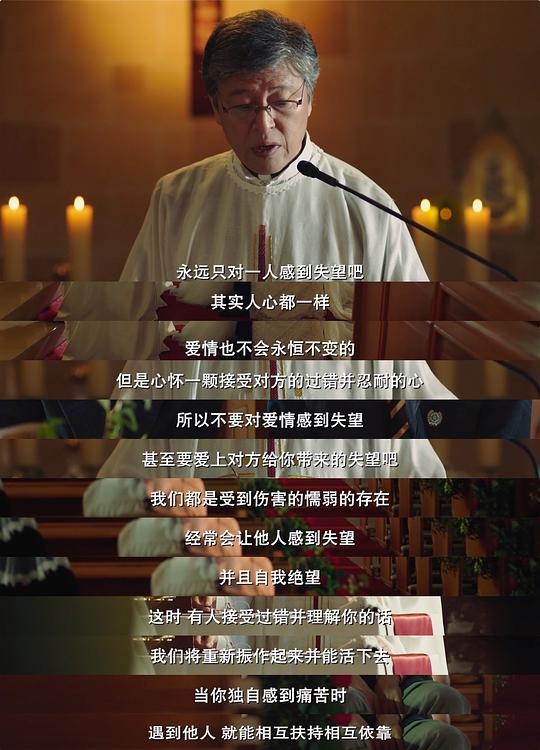 永远只对一人感到失望吧
其实人心都一样
爱情也不会永恒不变的
但是心怀一颗接受对方的过错并忍耐的心
所以不要对爱情感到失望
甚至要爱上对方给你带来的失望吧
我们都是受到伤害的懦弱的存在
经常会让他人感到失望
并且自我绝望
这时 有人接受过错并理解你的话
我们将重新振作起来并能活下去
当你独自感到痛苦时
遇到他人 就能相互扶持相互依靠